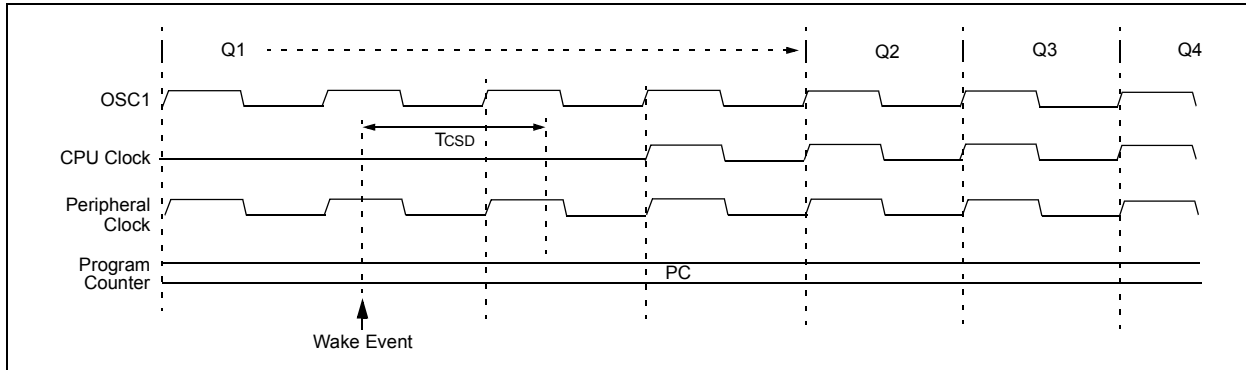 Q1
Q2
Q3
Q4
OSC1
TCSD
CPU Clock
Peripheral
Clock
Program
Counter
PC
Wake Event